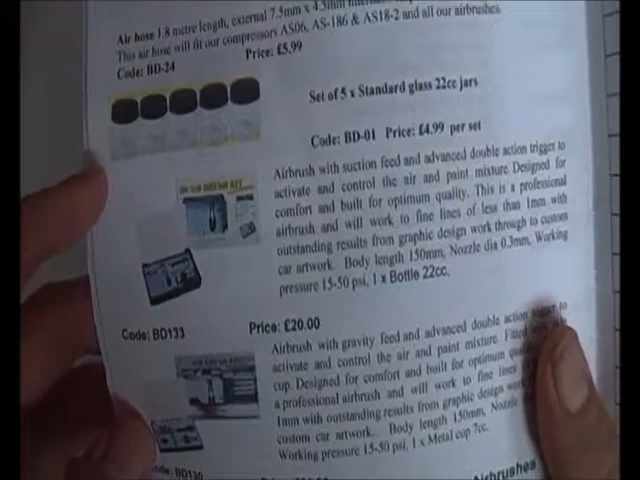 Air hose 1.8 metre length, external 7.5mm x 4.5mm
This air hose will fit our compressors AS06, AS-186 & AS18-2 and all our airbrushes.
Code: BD-24 Price: £5.99
Set of 5 x Standard glass 22cc jars
Code: BD-01 Price: £4.99 per set
Airbrush with suction feed and advanced double action trigger to
activate and control the air and paint mixture. Designed for
comfort and built for optimum quality. This is a professional
airbrush and will work to fine lines of less than 1mm with
outstanding results from graphic design work through to custom
car artwork. Body length 150mm, Nozzle dia 0.3mm, Working
pressure 15-50 psi, 1 x Bottle 22cc.
Code: BD133 Price: £20.00
Airbrush with gravity feed and advanced double action to
activate and control the air and paint mixture. Fitted
cup. Designed for comfort and built for optimum
a professional airbrush and will work to fine lines
1mm with outstanding results from graphic design
custom car artwork. Body length 150mm, Nozzle
Working pressure 15-50 psi, 1 x Metal cup 7cc.
Airbrushes